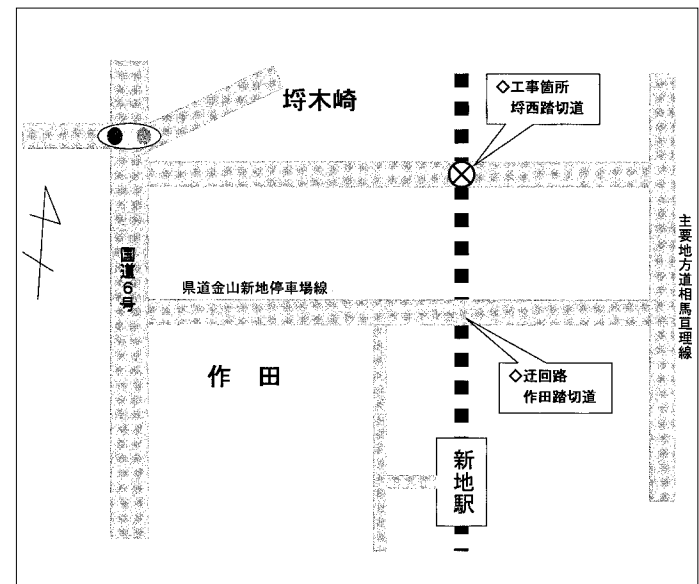 埒木崎
◇工事箇所
埒西踏切道
国道6号
県道金山新地停車場線
主要地方道相馬亘理線
作田
◇迂回路
作田踏切道
新地駅